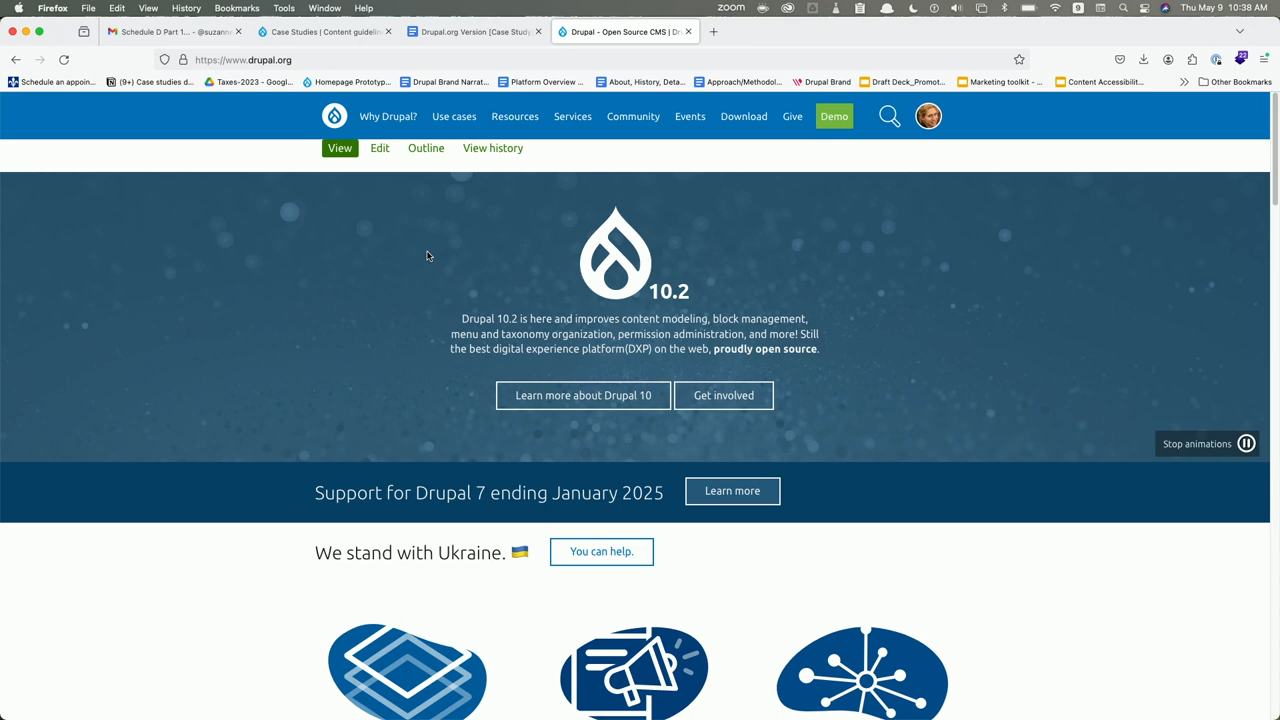 Firefox File Edit View History Bookmarks Tools Window Help
zoom
Thu May 9 10:38 AM
Schedule D Part 1... - @suzann
Case Studies | Content guidelin
Drupal.org Version [Case Study
Drupal - Open Source CMS | Dr
https://www.drupal.org
22
Schedule an appoin...
(9+) Case studies d...
Taxes-2023 - Googl...
Homepage Prototyp...
Drupal Brand Narrat...
Platform Overview ...
About, History, Deta...
Approach/Methodol...
Drupal Brand
Draft Deck_Promot...
Marketing toolkit - ...
Content Accessibilit...
Other Bookmarks
Why Drupal? Use cases Resources Services Community Events Download Give Demo
View Edit Outline View history
10.2
Drupal 10.2 is here and improves content modeling, block management,
menu and taxonomy organization, permission administration, and more! Still
the best digital experience platform(DXP) on the web, proudly open source.
Learn more about Drupal 10
Get involved
Stop animations
Support for Drupal 7 ending January 2025
Learn more
We stand with Ukraine.
You can help.